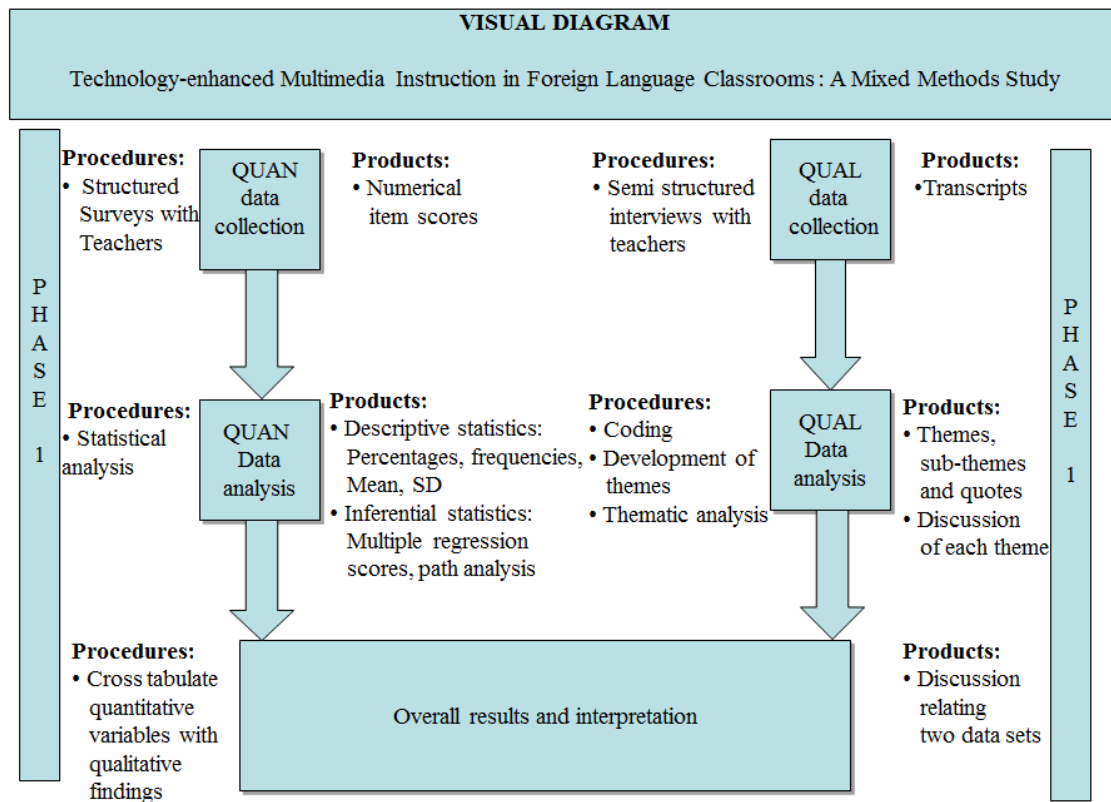 VISUAL DIAGRAM
Technology-enhanced Multimedia Instruction in Foreign Language Classrooms : A Mixed Methods Study
P
H
A
S
E
1
Procedures:
• Structured
Surveys with
Teachers
QUAN
data
collection
Products:
• Numerical
item scores
Procedures:
• Semi structured
interviews with
teachers
QUAL
data
collection
Products:
•Transcripts
Procedures:
• Statistical
analysis
QUAN
Data
analysis
Products:
• Descriptive statistics:
Percentages, frequencies,
Mean, SD
• Inferential statistics:
Multiple regression
scores, path analysis
Procedures:
• Coding
• Development of
themes
• Thematic analysis
QUAL
Data
analysis
Products:
• Themes,
sub-themes
and quotes
• Discussion
of each theme
Procedures:
• Cross tabulate
quantitative
variables with
qualitative
findings
Overall results and interpretation
Products:
• Discussion
relating
two data sets
P
H
A
S
E
1